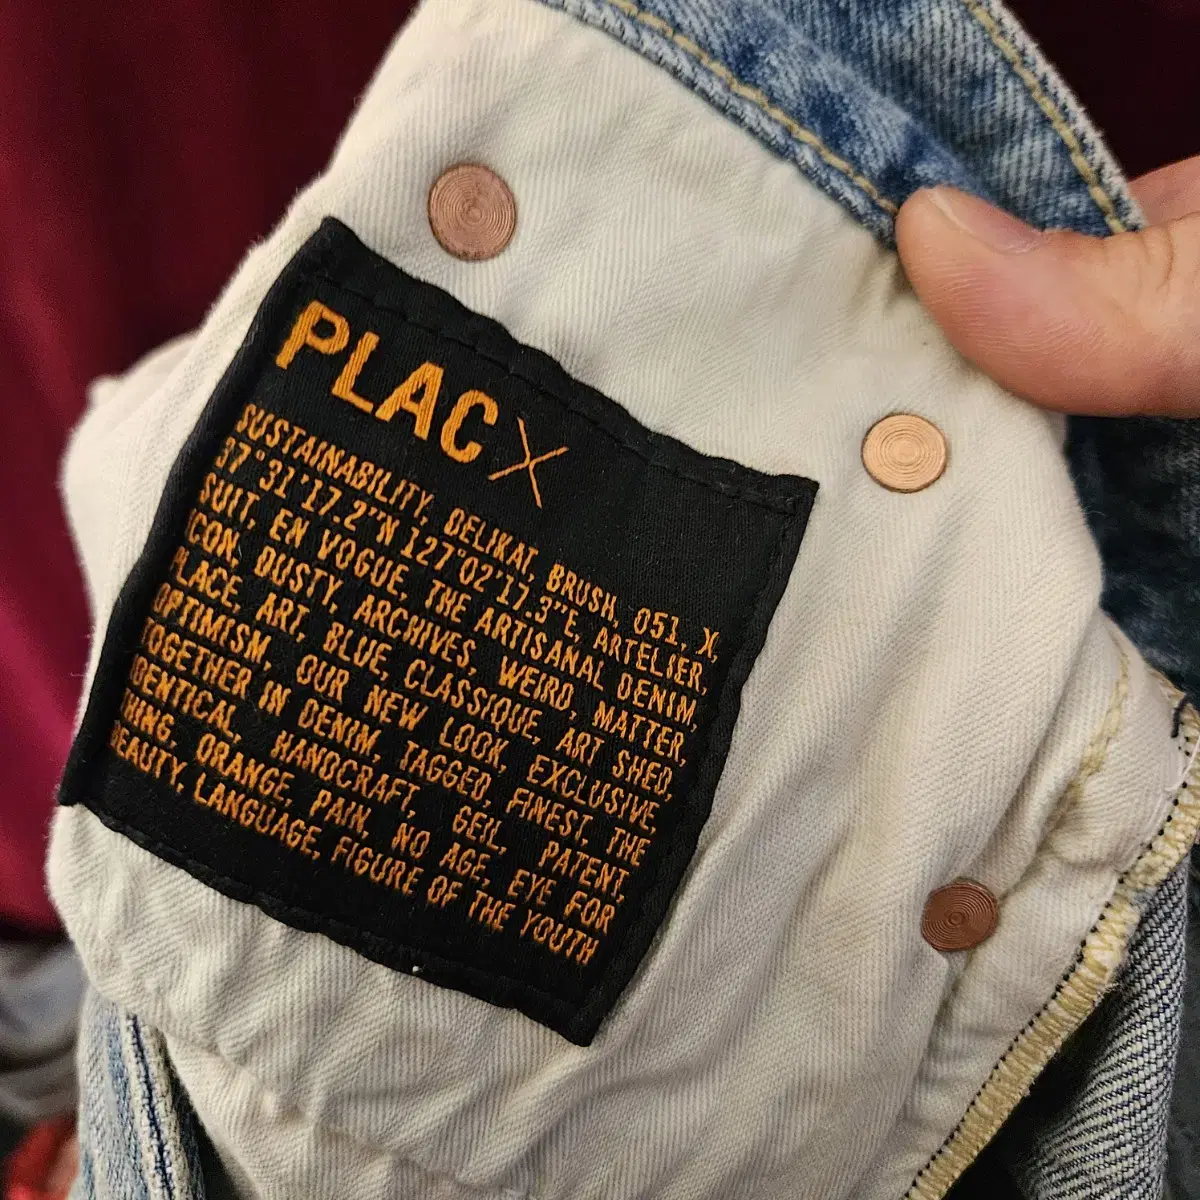 PLAC X
SUSTAINABILITY, DELIKAT, BRUSH, 051, X,
37°31'17.2"N 127°02'17.3"E, ARTELIER,
SUIT, EN VOGUE, THE ARTISANAL DENIM,
ICON, DUSTY, ARCHIVES, WEIRD, MATTER,
PLACE, ART, BLUE, CLASSIQUE, ART SHED,
OPTIMISM, OUR NEW LOOK, EXCLUSIVE,
TOGETHER IN DENIM, TAGGED, FINEST, THE
IDENTICAL, HANDCRAFT, GEIL, PATENT,
THING, ORANGE, PAIN, NO AGE, EYE FOR
BEAUTY, LANGUAGE, FIGURE OF THE YOUTH